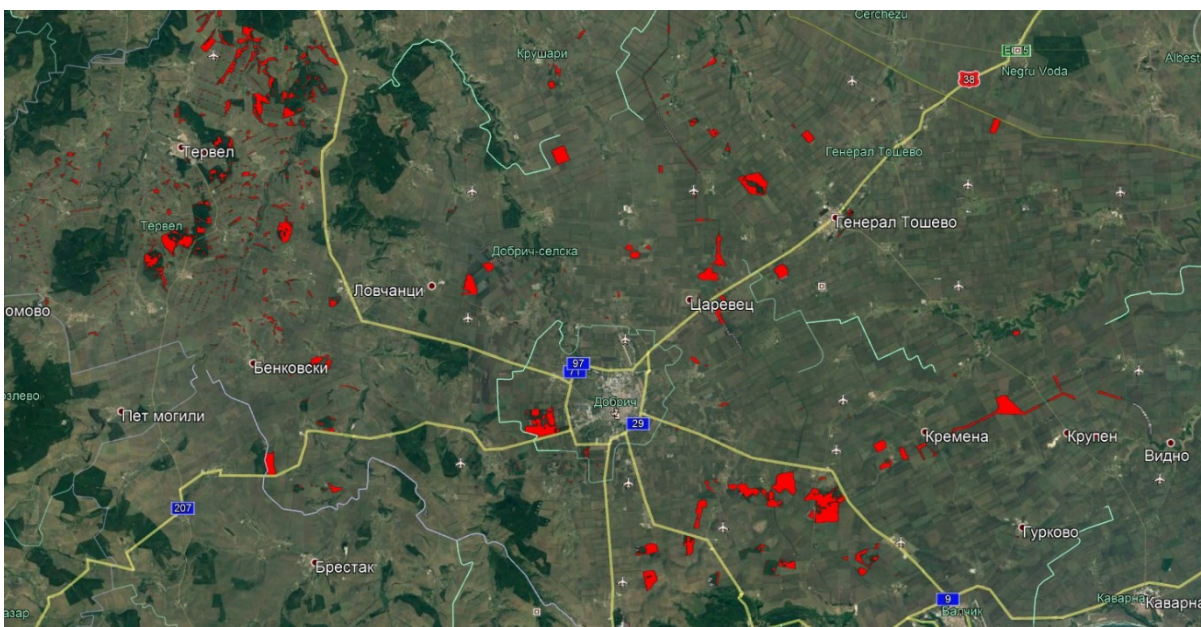 Cerchezu
Крушари
Negru Voda
Albest
38
Тервел
Генерал Тошево
Генерал Тошево
Тервел
Добрич-селска
Ловчанци
Царевец
омово
97
71
Бенковски
Добрич
29
Пет могили
Кремена
Крупен
Видно
207
Гурково
Брестак
Каварна
Каварна
9
Балчик
азар